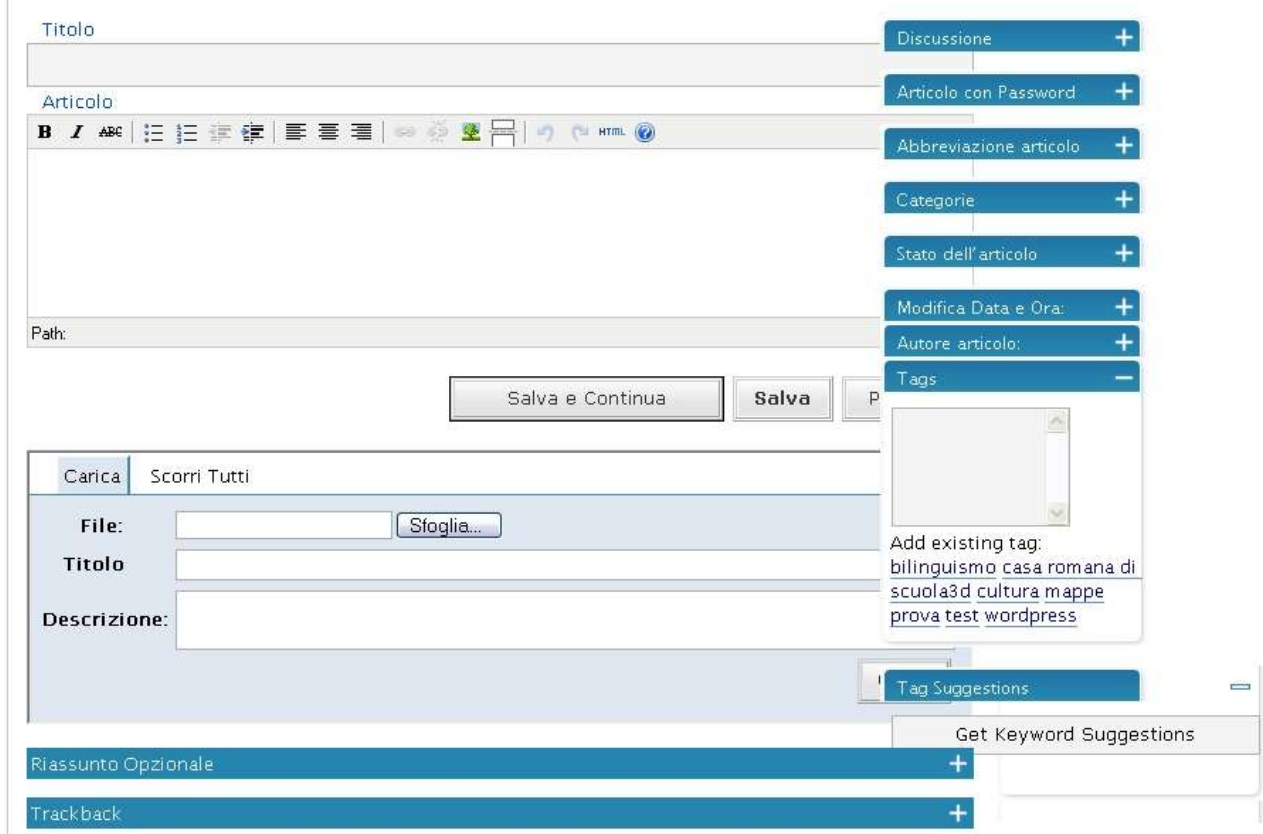 Titolo
Articolo
B I ABC HTML
Path:
Salva e Continua Salva P
Carica Scorri Tutti
File: Sfoglia...
Titolo
Descrizione:
Riassunto Opzionale
Trackback
Discussione
Articolo con Password
Abbreviazione articolo
Categorie
Stato dell'articolo
Modifica Data e Ora:
Autore articolo:
Tags
Add existing tag:
bilinguismo casa romana di
scuola3d cultura mappe
prova test wordpress
Tag Suggestions
Get Keyword Suggestions